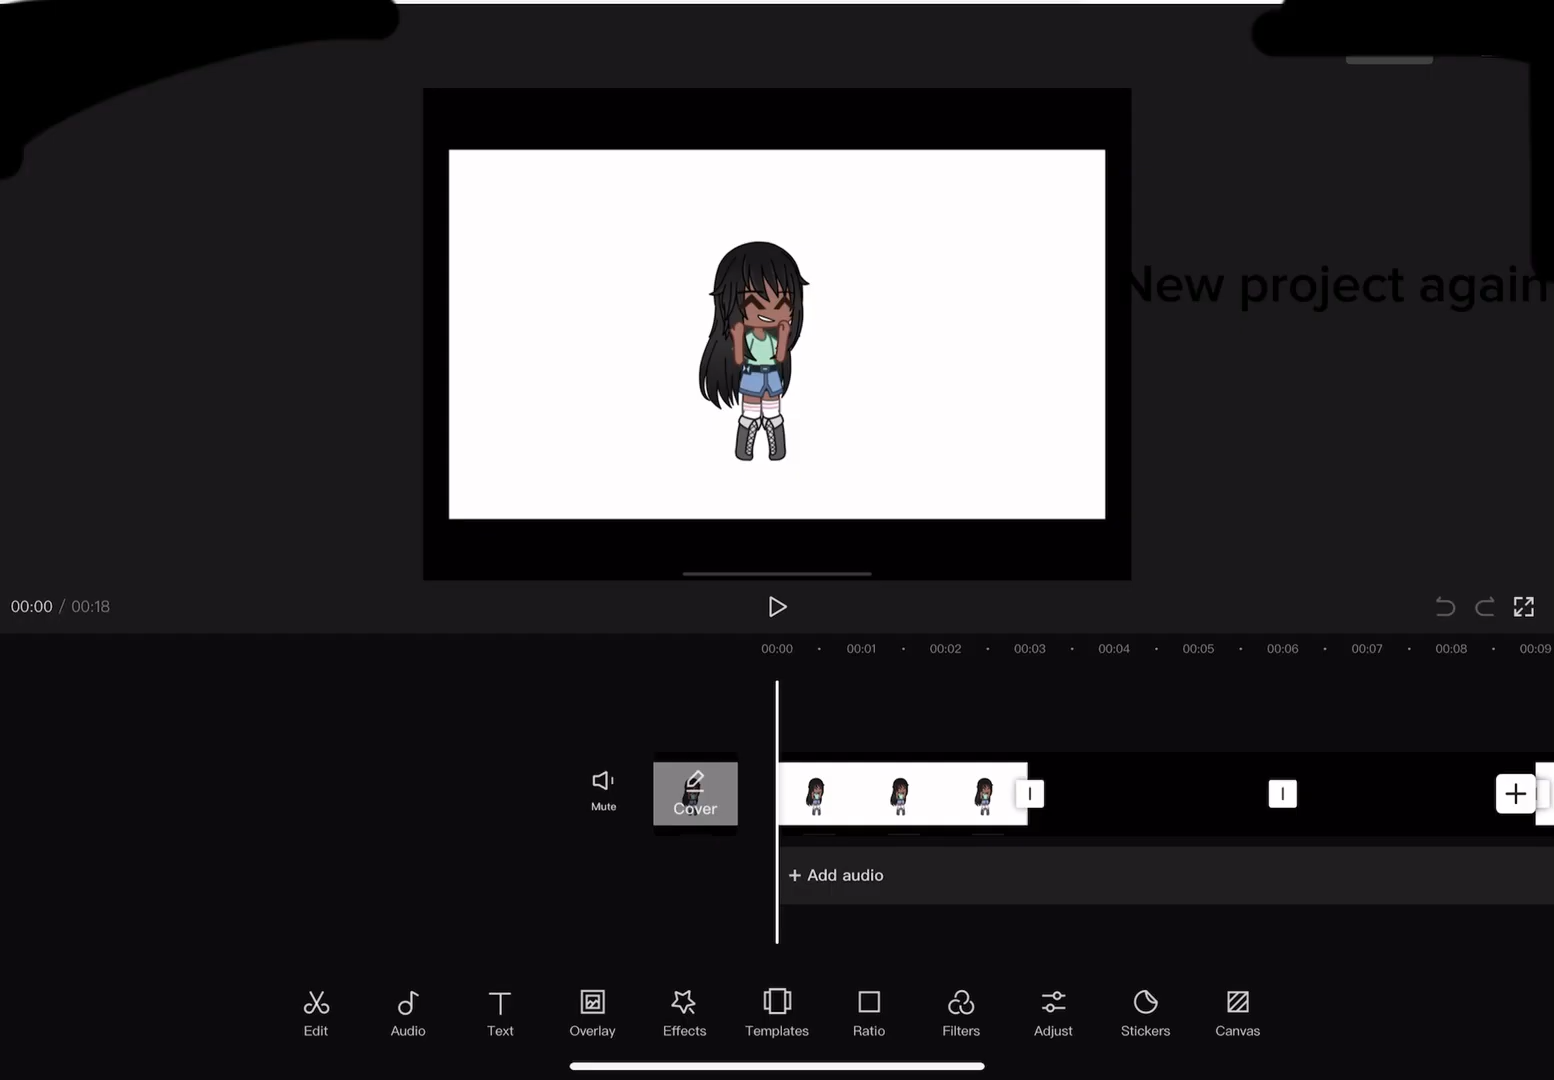 New project again
00:00 / 00:18
00:00 00:01 00:02 00:03 00:04 00:05 00:06 00:07 00:08 00:09
Mute
Cover
+ Add audio
Edit Audio Text Overlay Effects Templates Ratio Filters Adjust Stickers Canvas